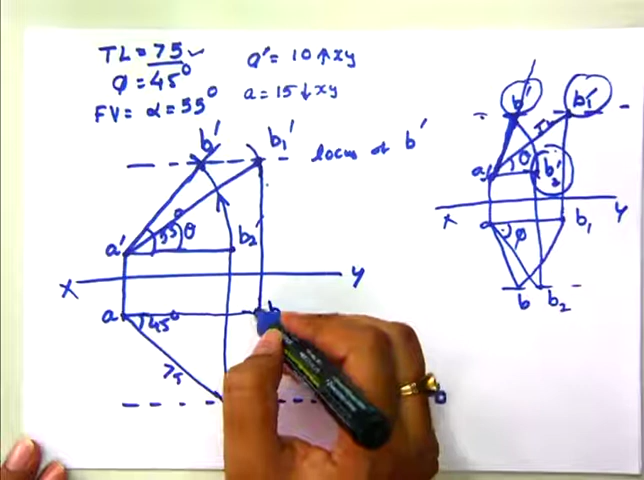 TL = 75
φ = 45°
FV = α = 55°
a' = 10 ↑ xy
a = 15 ↓ xy
b' b1' locus of b'
a' 55 θ b2'
X Y
a 45° b
75
b' b1'
a' TL θ b2'
X Y
a φ b1
b b2